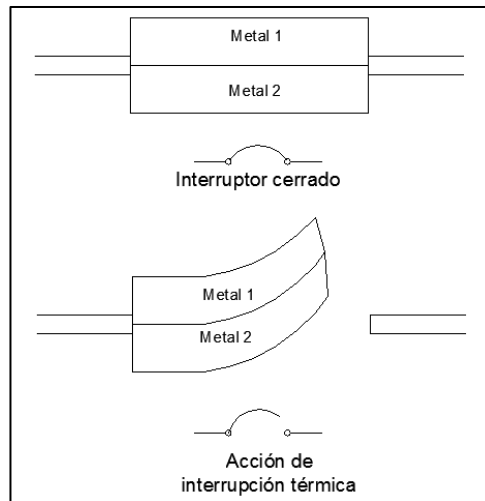 Metal 1
Metal 2
Interruptor cerrado
Metal 1
Metal 2
Acción de
interrupción térmica